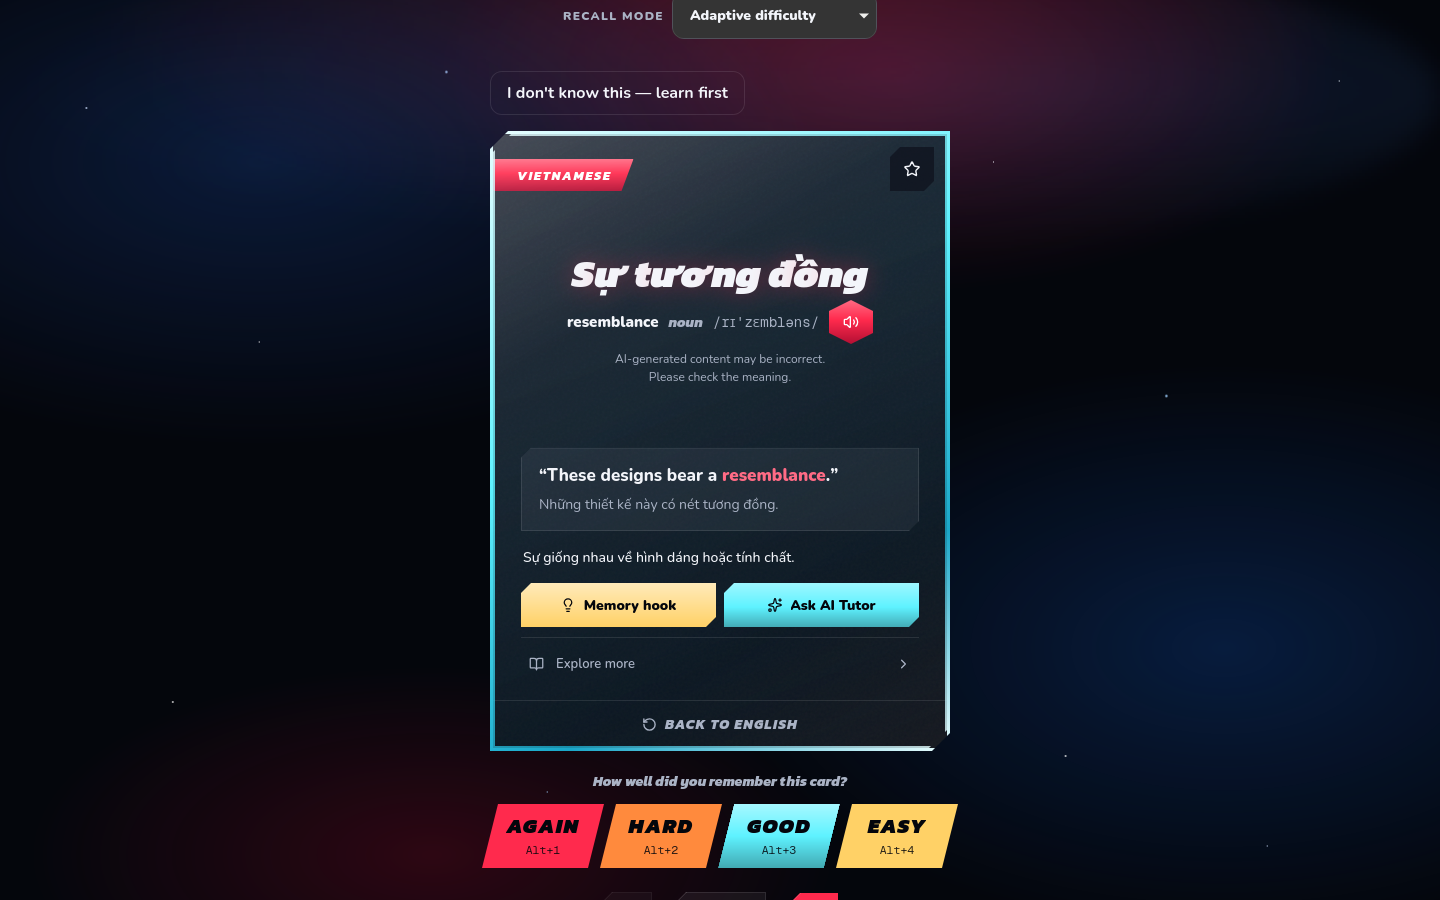 RECALL MODE Adaptive difficulty
I don't know this — learn first
VIETNAMESE
Sự tương đồng
resemblance noun /rɪˈzɛmbləns/
AI-generated content may be incorrect.
Please check the meaning.
“These designs bear a resemblance.”
Những thiết kế này có nét tương đồng.
Sự giống nhau về hình dáng hoặc tính chất.
Memory hook Ask AI Tutor
Explore more
BACK TO ENGLISH
How well did you remember this card?
AGAIN HARD GOOD EASY
Alt+1 Alt+2 Alt+3 Alt+4